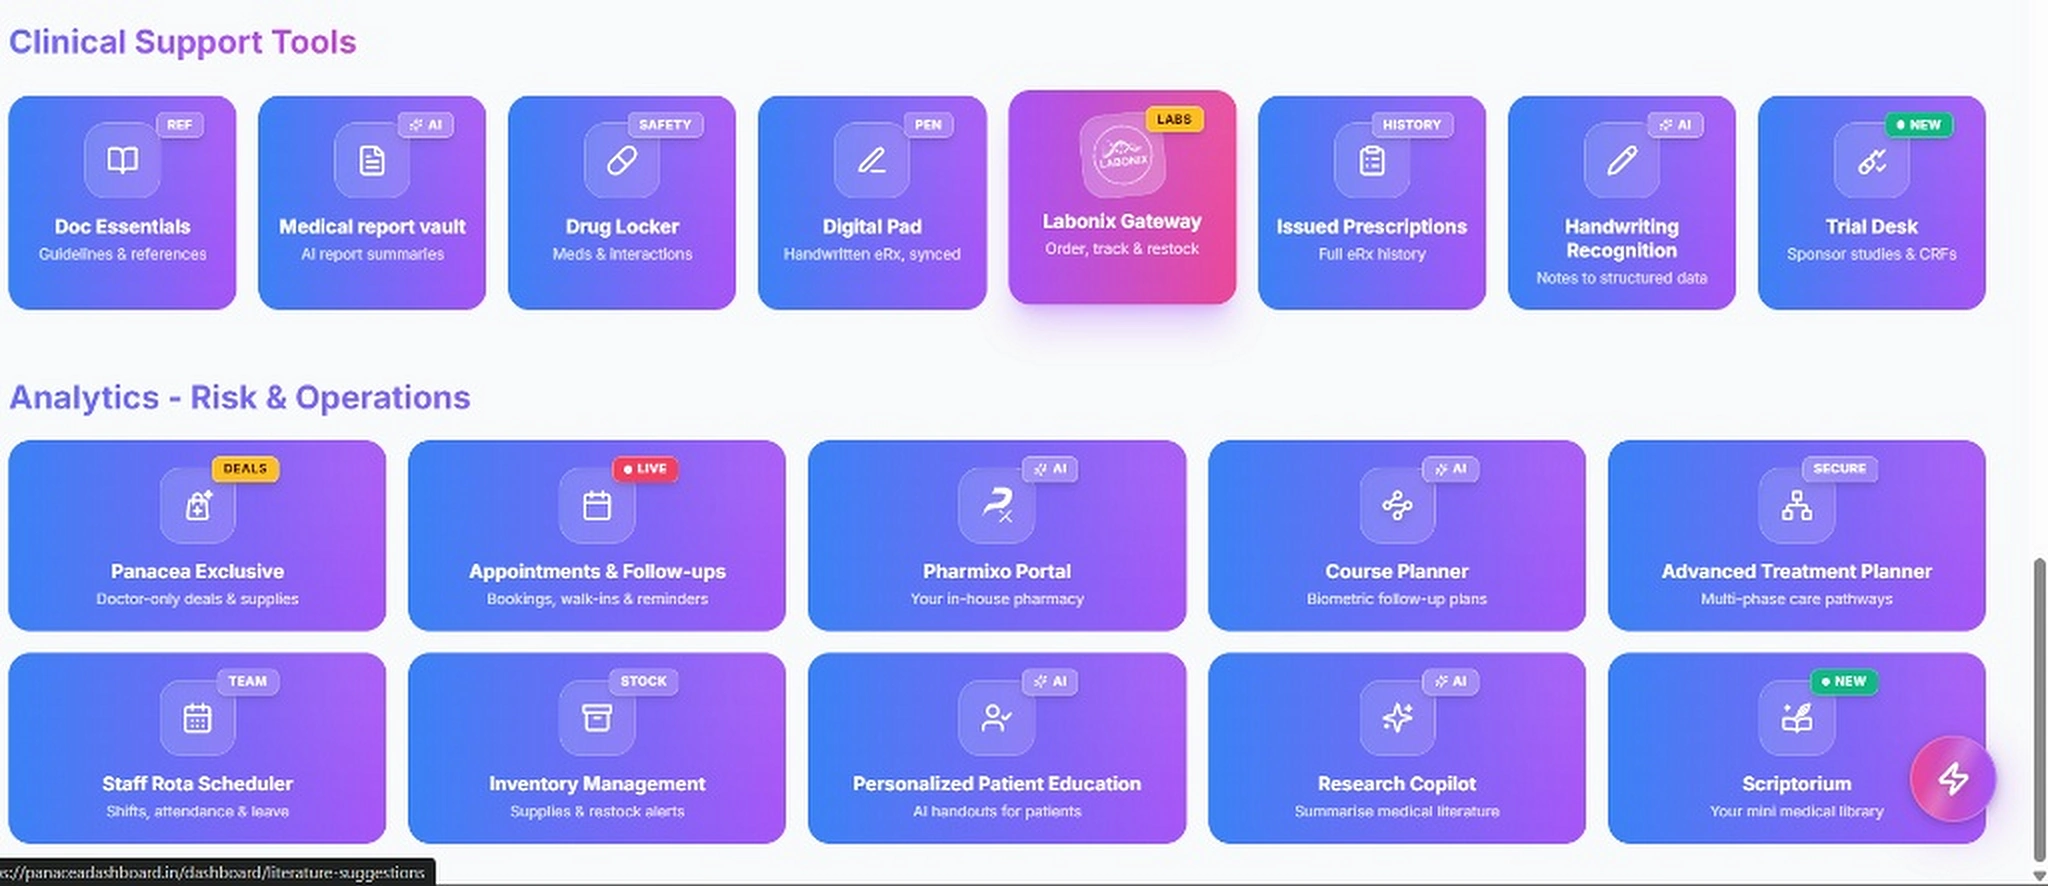 Clinical Support Tools
REF
Doc Essentials
Guidelines & references
AI
Medical report vault
AI report summaries
SAFETY
Drug Locker
Meds & interactions
PEN
Digital Pad
Handwritten eRx, synced
LABS
LABONIX
Labonix Gateway
Order, track & restock
HISTORY
Issued Prescriptions
Full eRx history
AI
Handwriting
Recognition
Notes to structured data
NEW
Trial Desk
Sponsor studies & CRFs
Analytics - Risk & Operations
DEALS
Panacea Exclusive
Doctor-only deals & supplies
LIVE
Appointments & Follow-ups
Bookings, walk-ins & reminders
AI
Pharmixo Portal
Your in-house pharmacy
AI
Course Planner
Biometric follow-up plans
SECURE
Advanced Treatment Planner
Multi-phase care pathways
TEAM
Staff Rota Scheduler
Shifts, attendance & leave
STOCK
Inventory Management
Supplies & restock alerts
AI
Personalized Patient Education
AI handouts for patients
AI
Research Copilot
Summarise medical literature
NEW
Scriptorium
Your mini medical library
s://panaceadashboard.in/dashboard/literature-suggestions